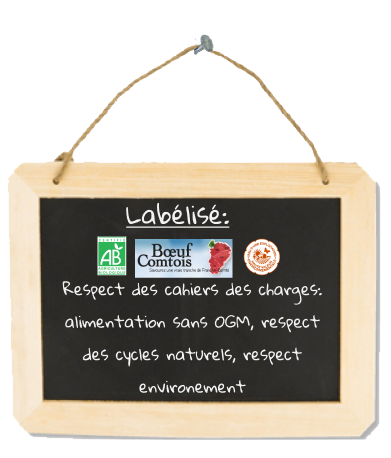 Labélisé:
CERTIFIÉ
AB
AGRICULTURE
BIOLOGIQUE
Bœuf
Comtois
Savourez une vraie tranche de Franche-Comté
Respect des cahiers des charges:
alimentation sans OGM, respect
des cycles naturels, respect
environement